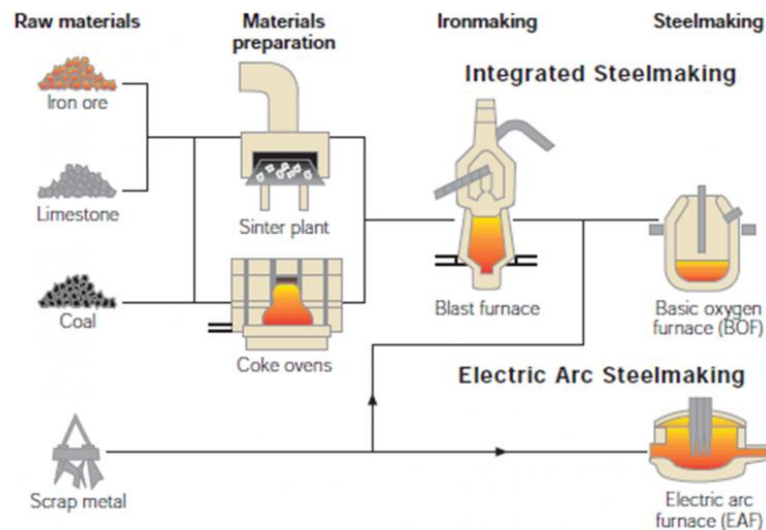 Raw materials
Materials
preparation
Ironmaking
Steelmaking
Integrated Steelmaking
Iron ore
Limestone
Sinter plant
Coal
Coke ovens
Blast furnace
Basic oxygen
furnace (BOF)
Electric Arc Steelmaking
Scrap metal
Electric arc
furnace (EAF)